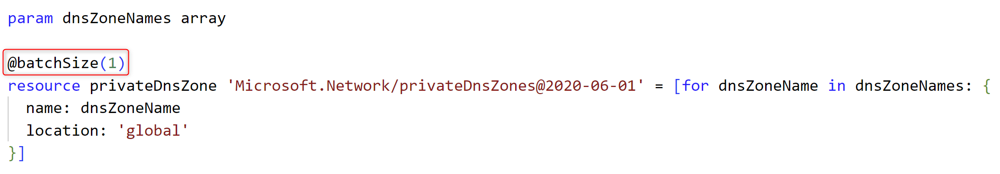 param dnsZoneNames array
@batchSize(1)
resource privateDnsZone 'Microsoft.Network/privateDnsZones@2020-06-01' = [for dnsZoneName in dnsZoneNames: {
name: dnsZoneName
location: 'global'
}]